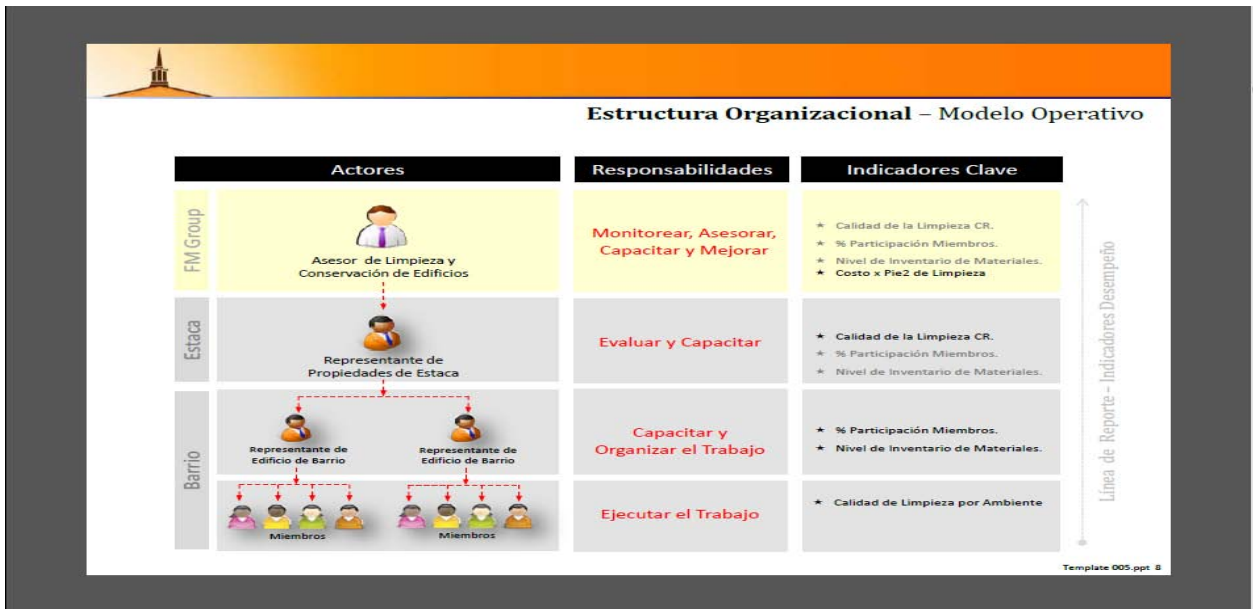 Estructura Organizacional – Modelo Operativo
Actores
Responsabilidades
Indicadores Clave
FM Group
Asesor de Limpieza y
Conservación de Edificios
Monitorear, Asesorar,
Capacitar y Mejorar
★ Calidad de la Limpieza CR.
★ % Participación Miembros.
★ Nivel de Inventario de Materiales.
★ Costo x Pie2 de Limpieza
Estaca
Representante de
Propiedades de Estaca
Evaluar y Capacitar
★ Calidad de la Limpieza CR.
★ % Participación Miembros.
★ Nivel de Inventario de Materiales.
Barrio
Representante de
Edificio de Barrio
Representante de
Edificio de Barrio
Capacitar y
Organizar el Trabajo
★ % Participación Miembros.
★ Nivel de Inventario de Materiales.
Miembros
Miembros
Ejecutar el Trabajo
★ Calidad de Limpieza por Ambiente
Línea de Reporte – Indicadores Desempeño
Template 005.ppt 8